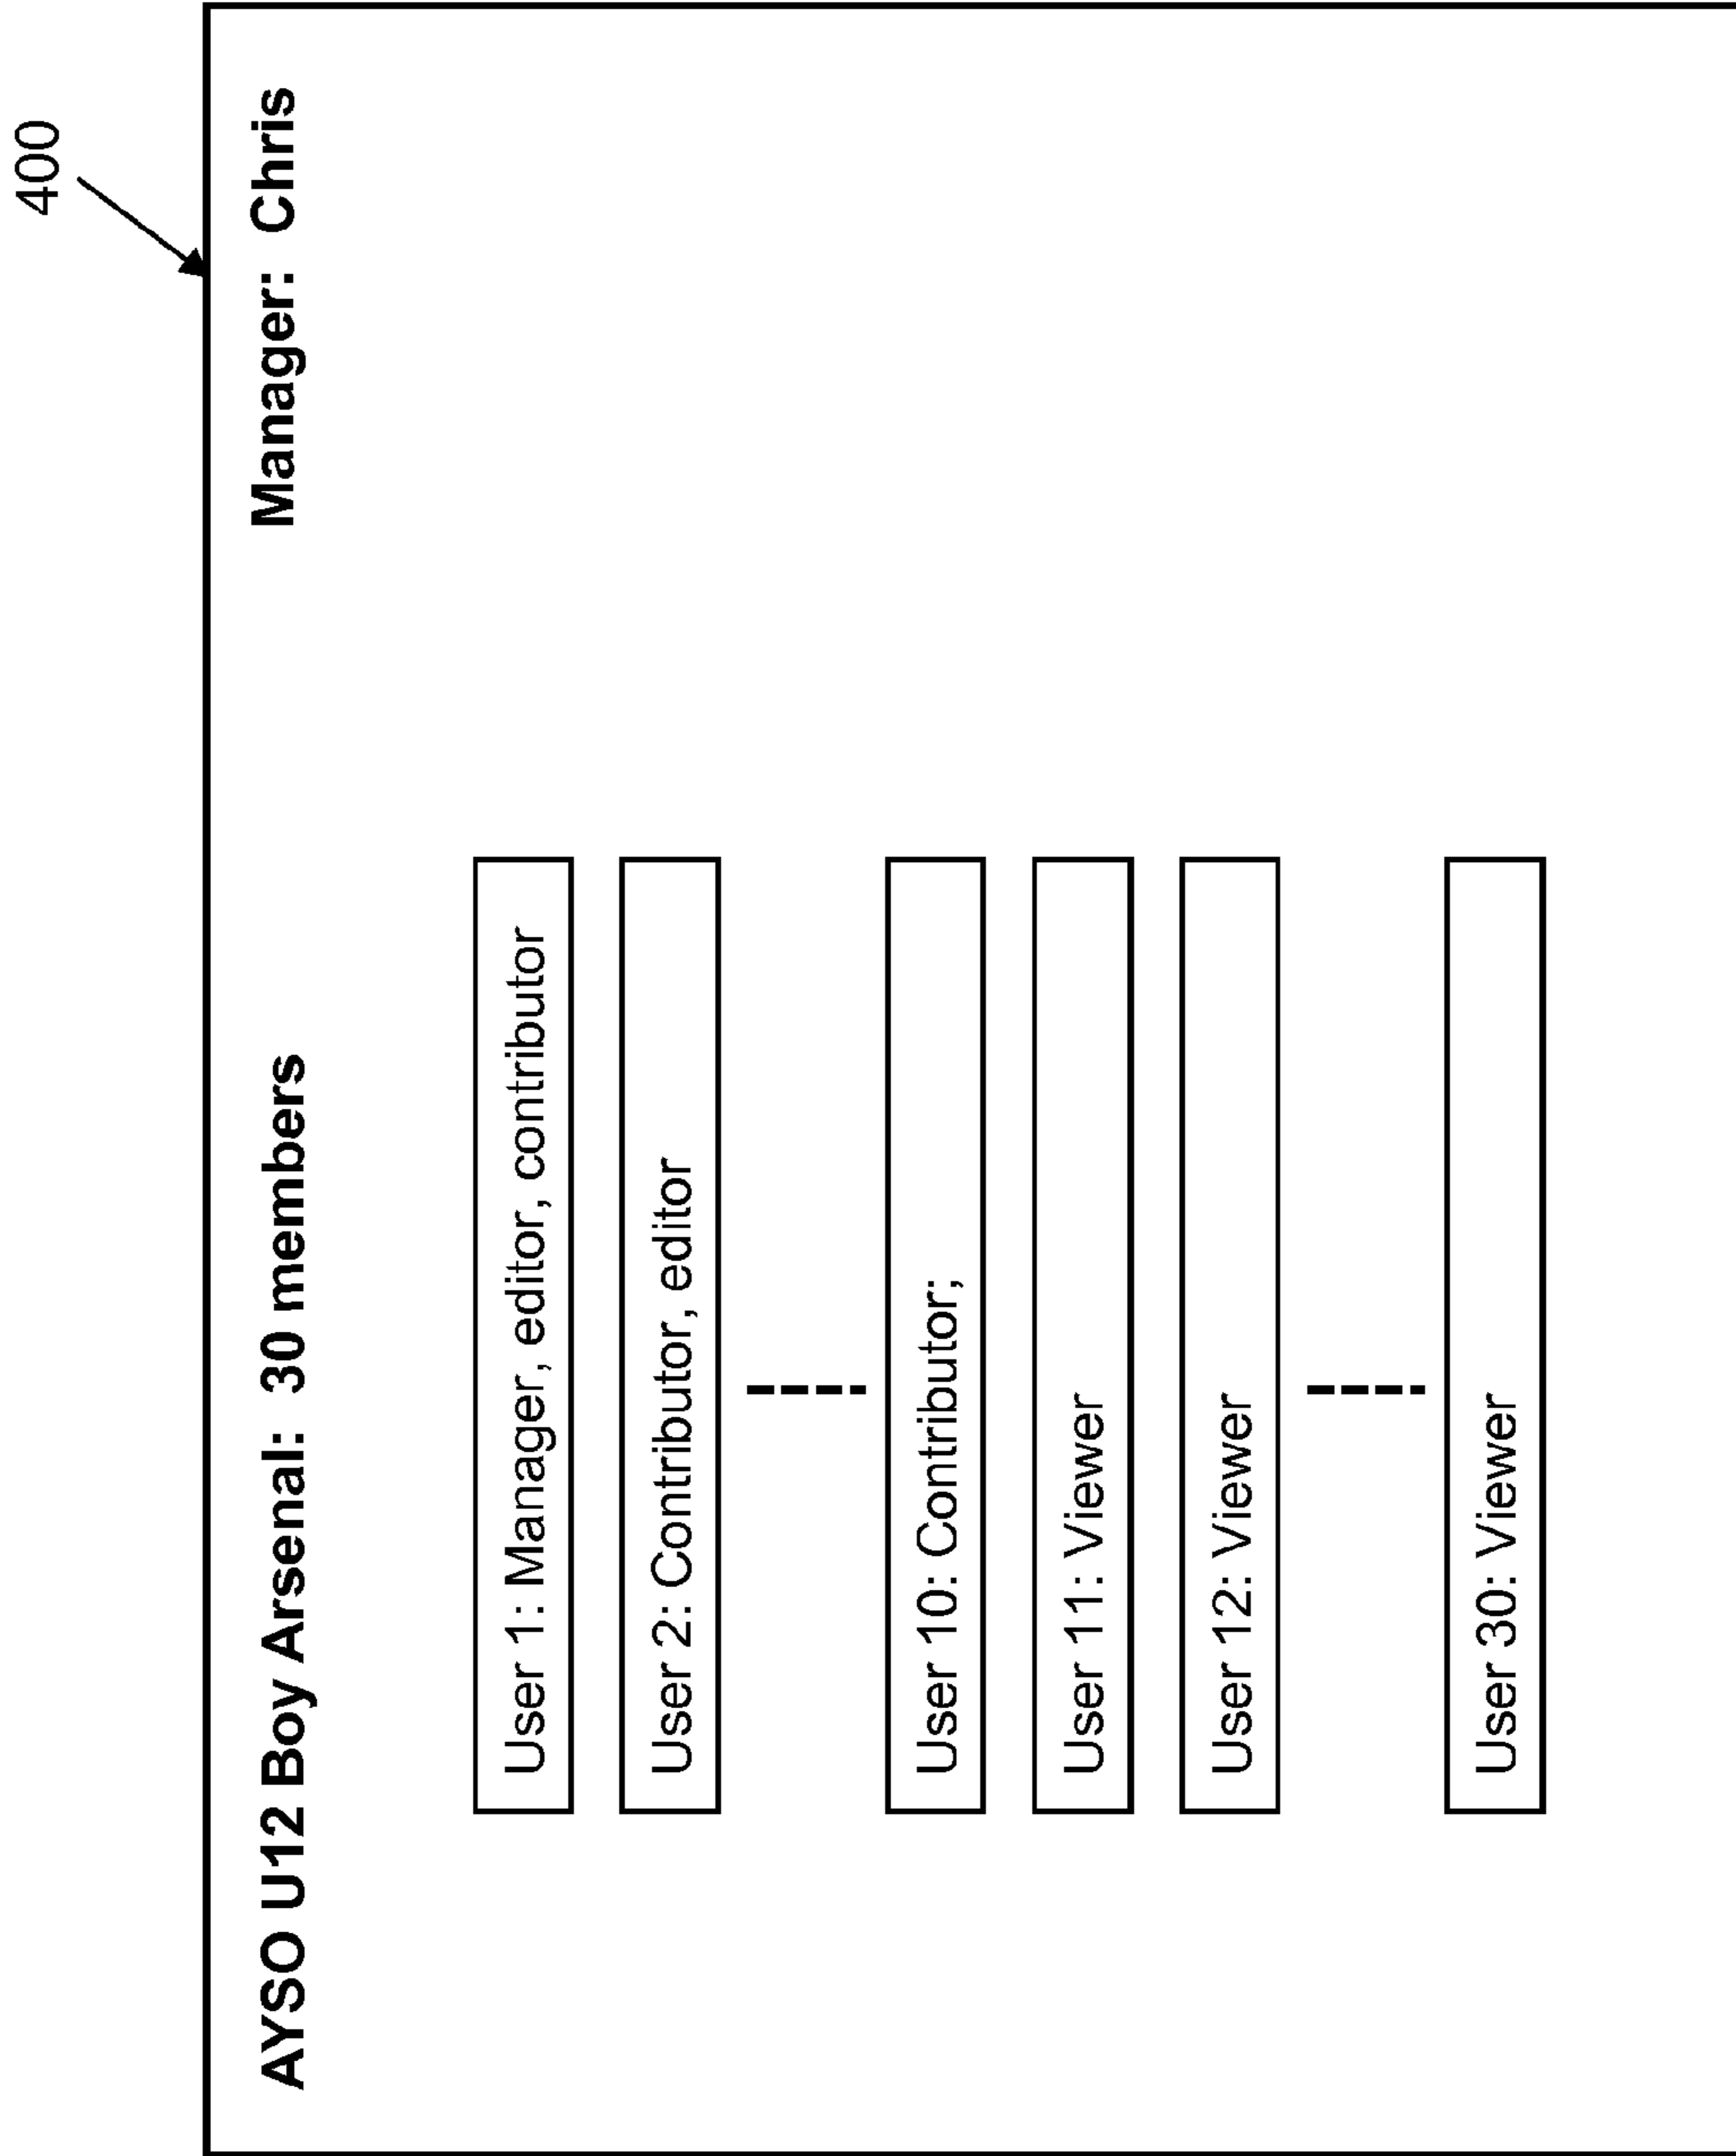 400
AYSO U12 Boy Arsenal: 30 members Manager: Chris
User 1: Manager, editor, contributor
User 2: Contributor, editor
User 10: Contributor;
User 11: Viewer
User 12: Viewer
User 30: Viewer